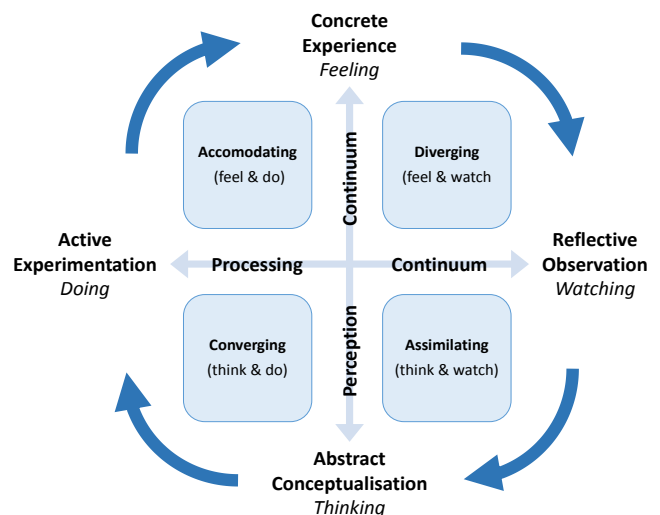 Concrete
Experience
Feeling
Accomodating
(feel & do)
Continuum
Diverging
(feel & watch
Active
Experimentation
Doing
Processing
Continuum
Reflective
Observation
Watching
Converging
(think & do)
Perception
Assimilating
(think & watch)
Abstract
Conceptualisation
Thinking